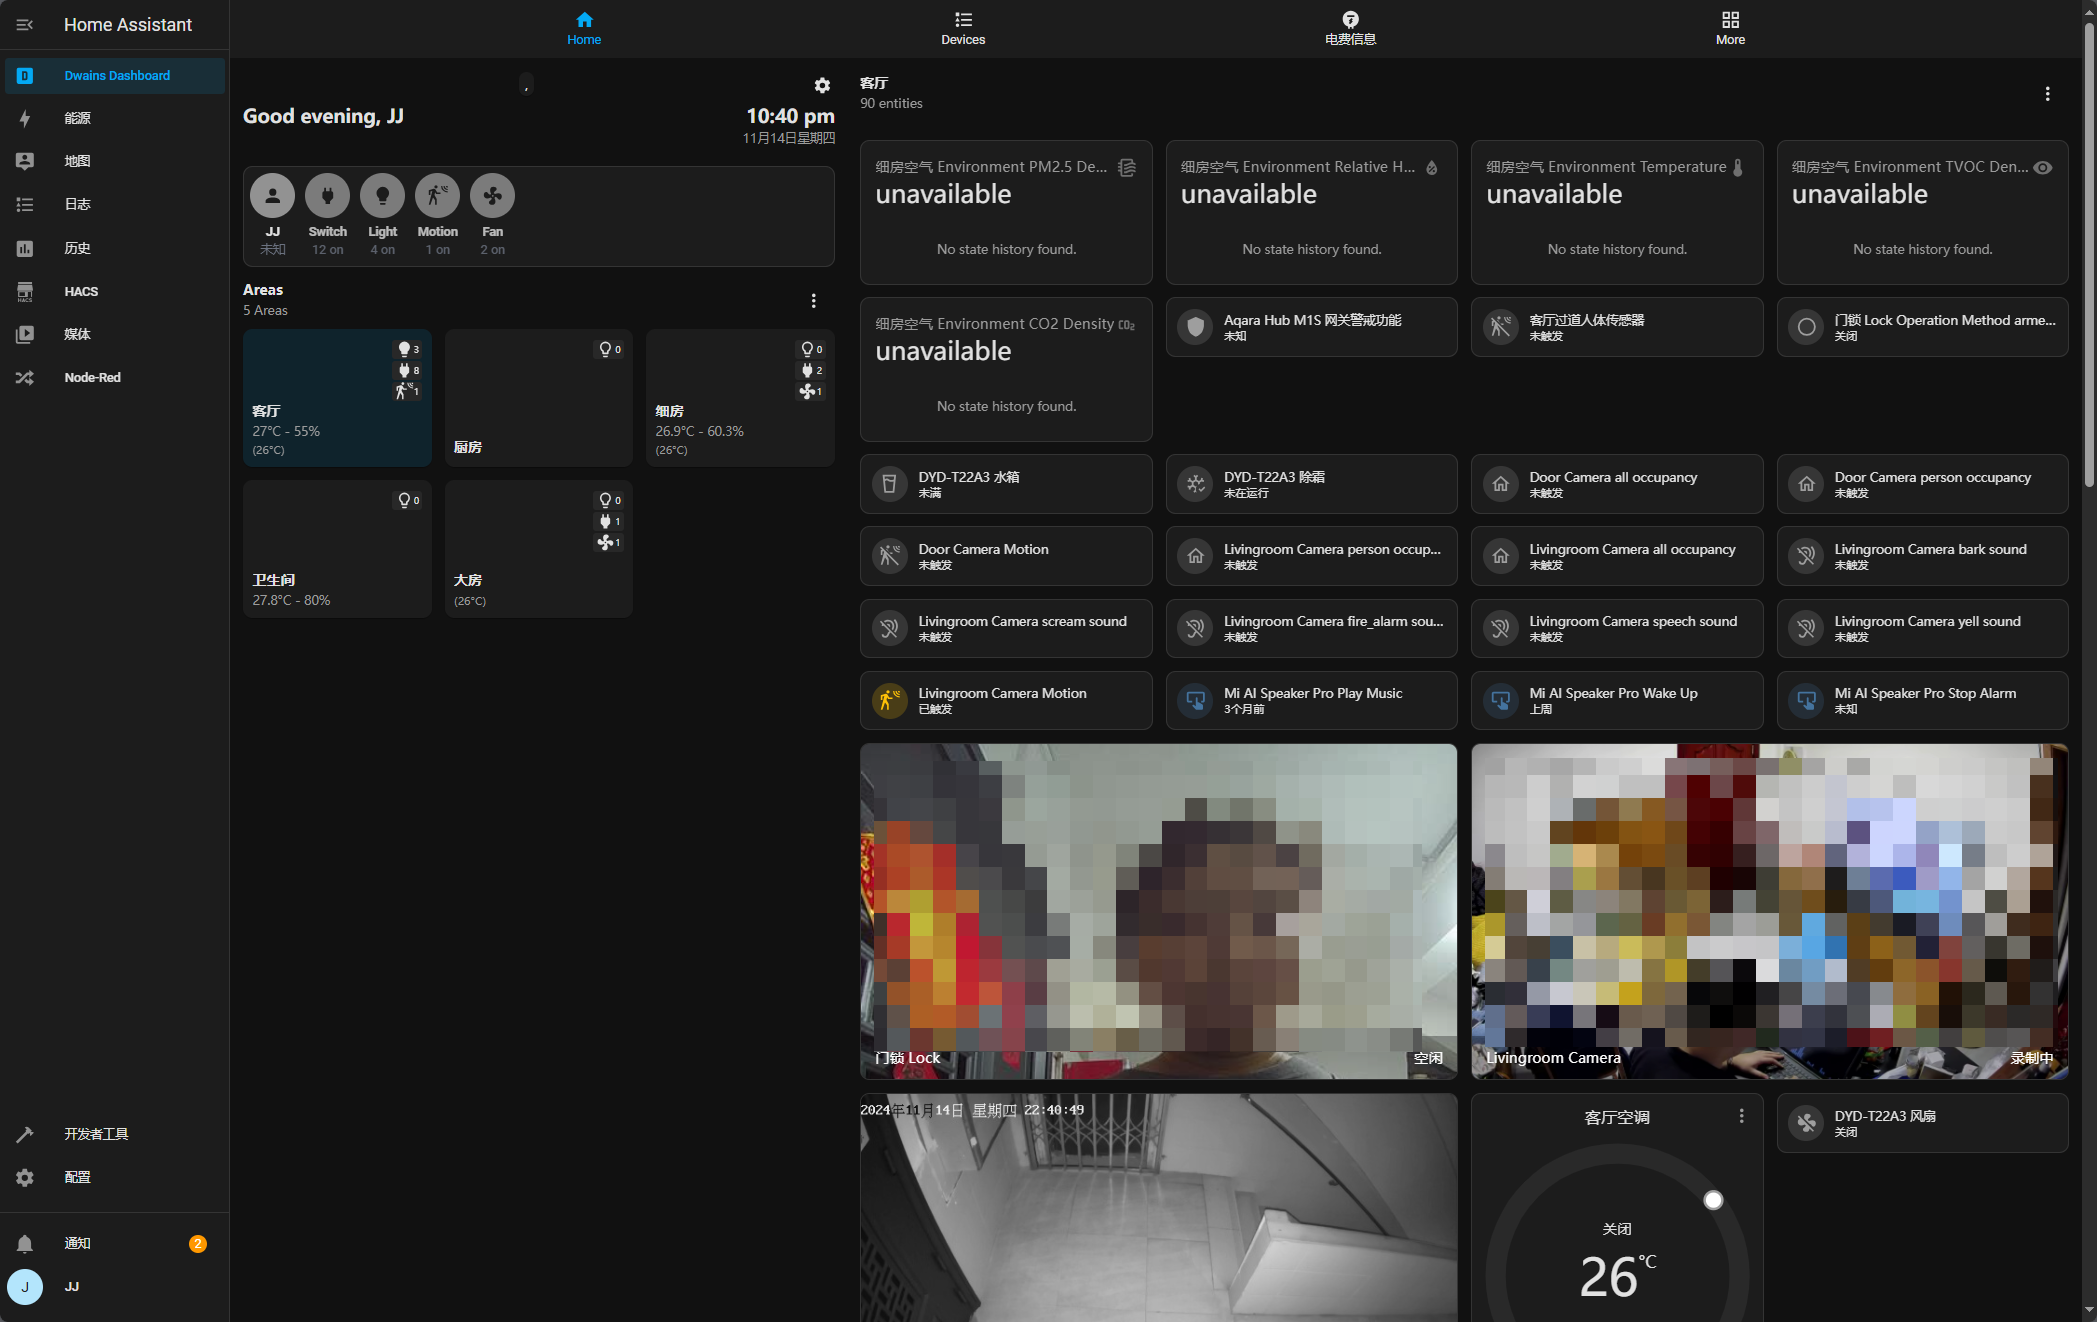 Home Assistant
Dwains Dashboard
能源
地图
日志
历史
HACS
媒体
Node-Red
开发者工具
配置
通知
2
J
JJ
Home
Devices
电费信息
More
,
Good evening, JJ
10:40 pm
11月14日星期四
JJ
未知
Switch
12 on
Light
4 on
Motion
1 on
Fan
2 on
Areas
5 Areas
3
8
1
客厅
27°C - 55%
(26°C)
0
厨房
0
2
1
细房
26.9°C - 60.3%
(26°C)
0
卫生间
27.8°C - 80%
0
1
1
大房
(26°C)
客厅
90 entities
细房空气 Environment PM2.5 De...
unavailable
No state history found.
细房空气 Environment Relative H...
unavailable
No state history found.
细房空气 Environment Temperature
unavailable
No state history found.
细房空气 Environment TVOC Den...
unavailable
No state history found.
细房空气 Environment CO2 Density
CO2
unavailable
No state history found.
Aqara Hub M1S 网关警戒功能
未知
客厅过道人体传感器
未触发
门锁 Lock Operation Method arme...
关闭
DYD-T22A3 水箱
未满
DYD-T22A3 除霜
未在运行
Door Camera all occupancy
未触发
Door Camera person occupancy
未触发
Door Camera Motion
未触发
Livingroom Camera person occup...
未触发
Livingroom Camera all occupancy
未触发
Livingroom Camera bark sound
未触发
Livingroom Camera scream sound
未触发
Livingroom Camera fire_alarm sou...
未触发
Livingroom Camera speech sound
未触发
Livingroom Camera yell sound
未触发
Livingroom Camera Motion
已触发
Mi AI Speaker Pro Play Music
3个月前
Mi AI Speaker Pro Wake Up
上周
Mi AI Speaker Pro Stop Alarm
未知
门锁 Lock
空闲
Livingroom Camera
录制中
2024年11月14日 星期四 22:40:49
客厅空调
关闭
26°C
DYD-T22A3 风扇
关闭